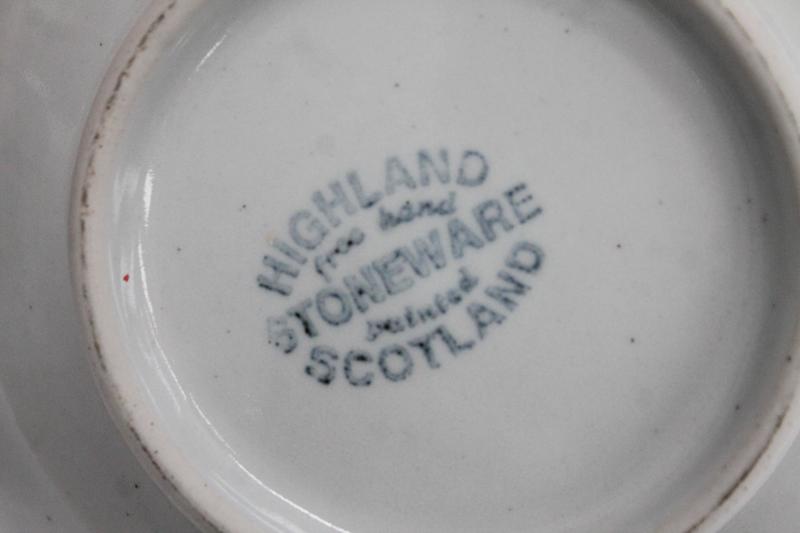 HIGHLAND
free hand
STONEWARE
painted
SCOTLAND